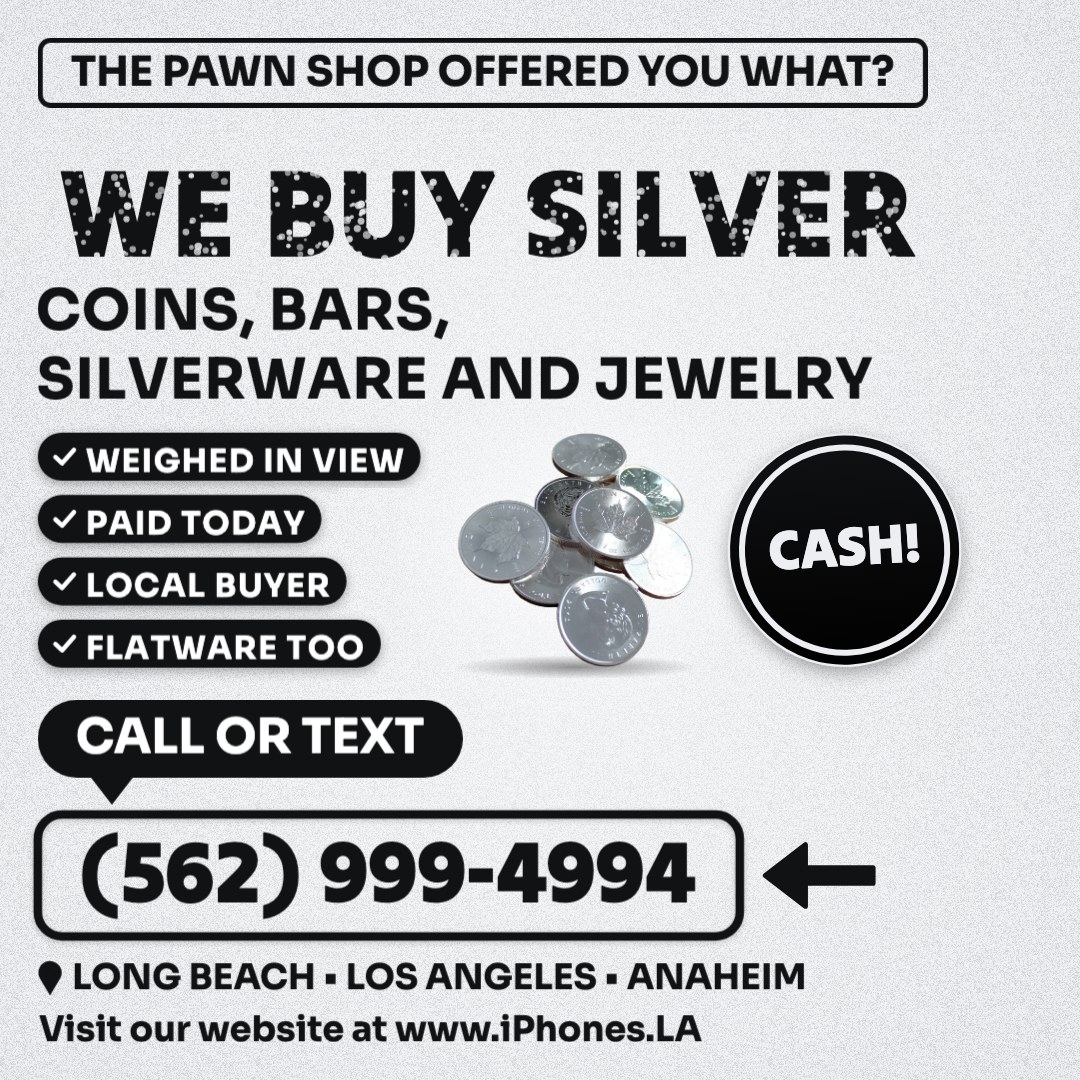 THE PAWN SHOP OFFERED YOU WHAT?
WE BUY SILVER
COINS, BARS,
SILVERWARE AND JEWELRY
WEIGHED IN VIEW
PAID TODAY
LOCAL BUYER
FLATWARE TOO
CASH!
CALL OR TEXT
(562) 999-4994
LONG BEACH ▪ LOS ANGELES ▪ ANAHEIM
Visit our website at www.iPhones.LA